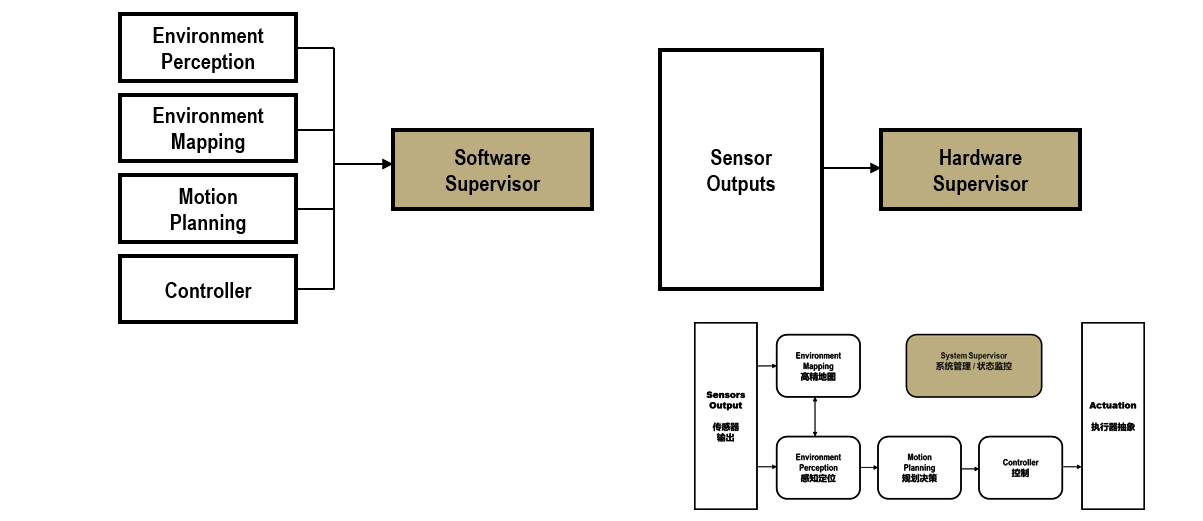 Environment
Perception
Environment
Mapping
Motion
Planning
Controller
Software
Supervisor
Sensor
Outputs
Hardware
Supervisor
Sensors
Output
传感器
输出
Environment
Mapping
高精地图
Environment
Perception
感知定位
System Supervisor
系统管理 / 状态监控
Motion
Planning
规划决策
Controller
控制
Actuation
执行器抽象